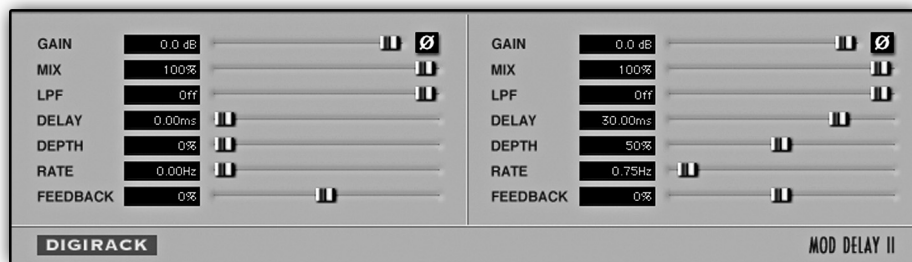 GAIN 0.0 dB Ø
MIX 100%
LPF Off
DELAY 0.00ms
DEPTH 0%
RATE 0.00Hz
FEEDBACK 0%
GAIN 0.0 dB Ø
MIX 100%
LPF Off
DELAY 30.00ms
DEPTH 50%
RATE 0.75Hz
FEEDBACK 0%
DIGIRACK
MOD DELAY II